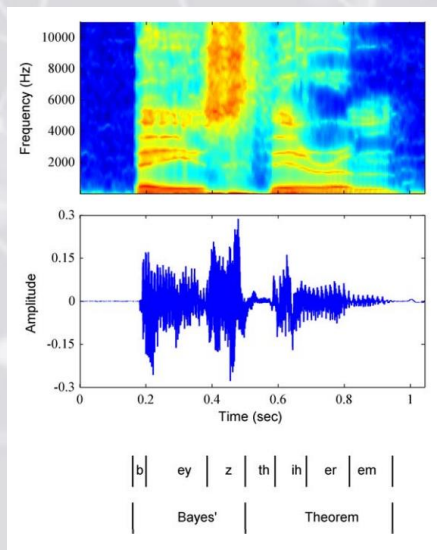 Frequency (Hz)
10000
8000
6000
4000
2000
Amplitude
0.3
0.15
0
-0.15
-0.3
0 0.2 0.4 0.6 0.8 1
Time (sec)
b ey z th ih er em
Bayes' Theorem